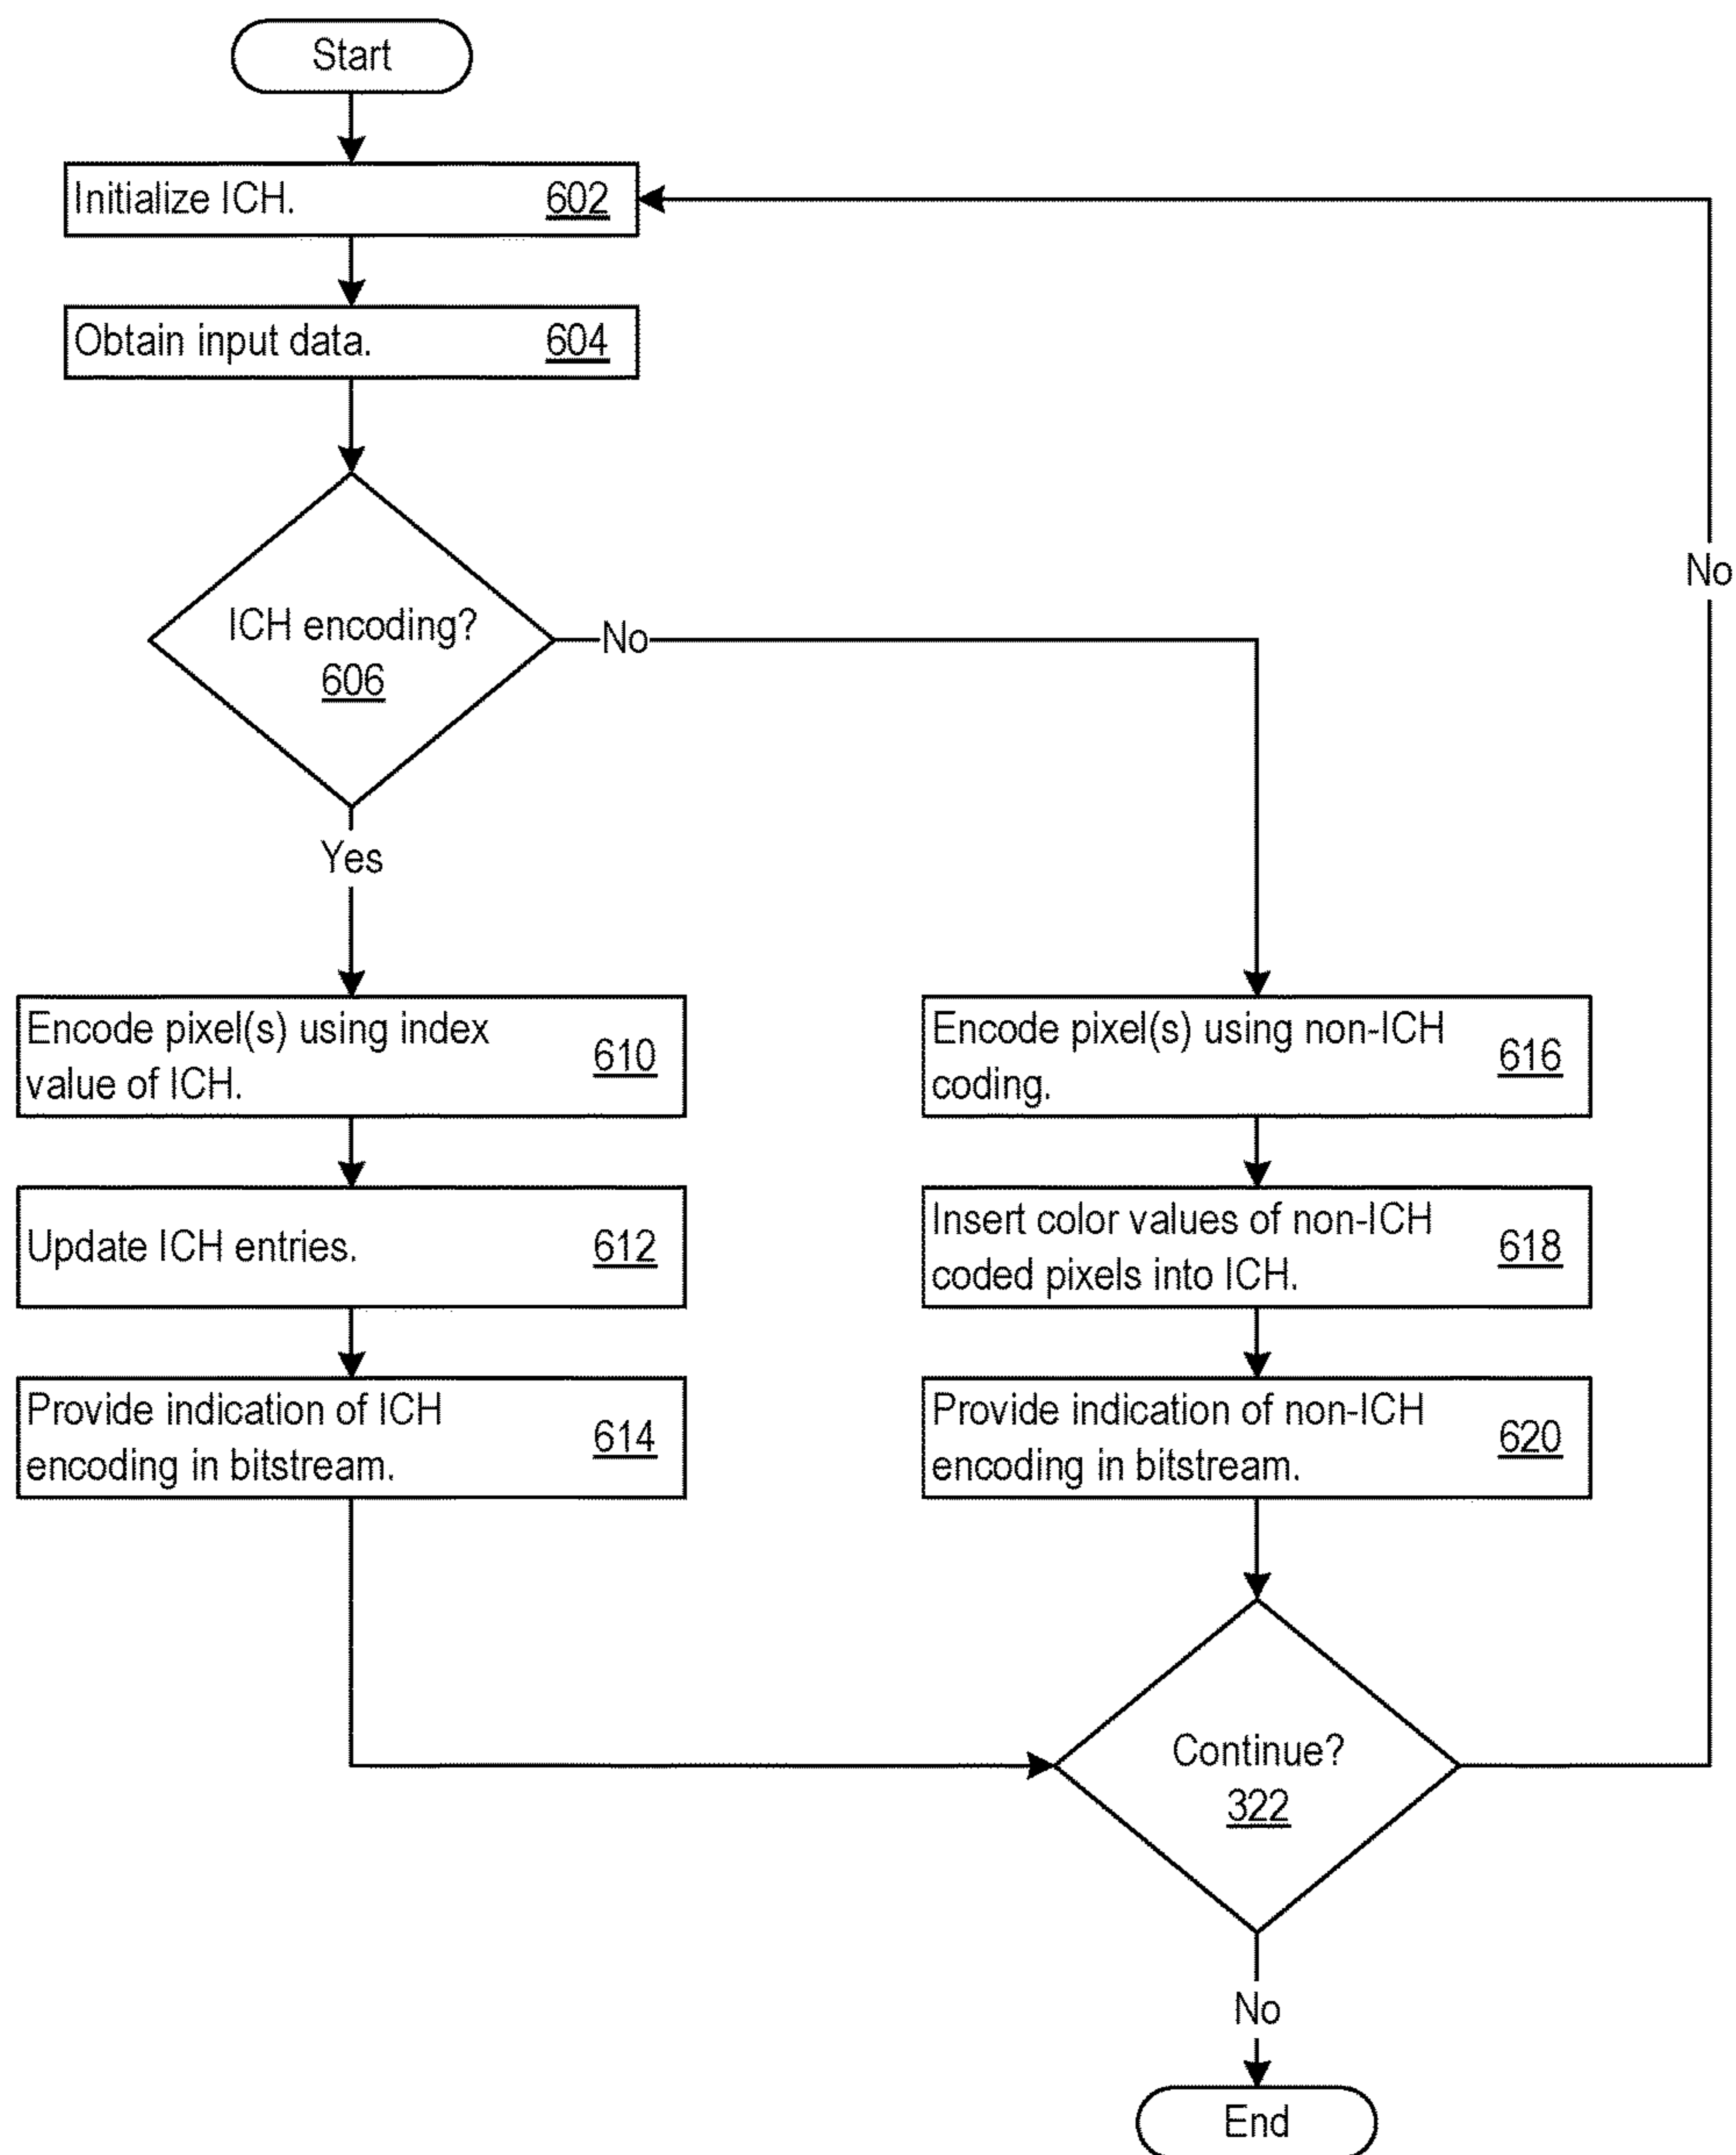 Start
Initialize ICH. 602
Obtain input data. 604
ICH encoding?
606
No
No
Yes
Encode pixel(s) using index
value of ICH. 610
Update ICH entries. 612
Provide indication of ICH
encoding in bitstream. 614
Encode pixel(s) using non-ICH
coding. 616
Insert color values of non-ICH
coded pixels into ICH. 618
Provide indication of non-ICH
encoding in bitstream. 620
Continue?
322
No
End